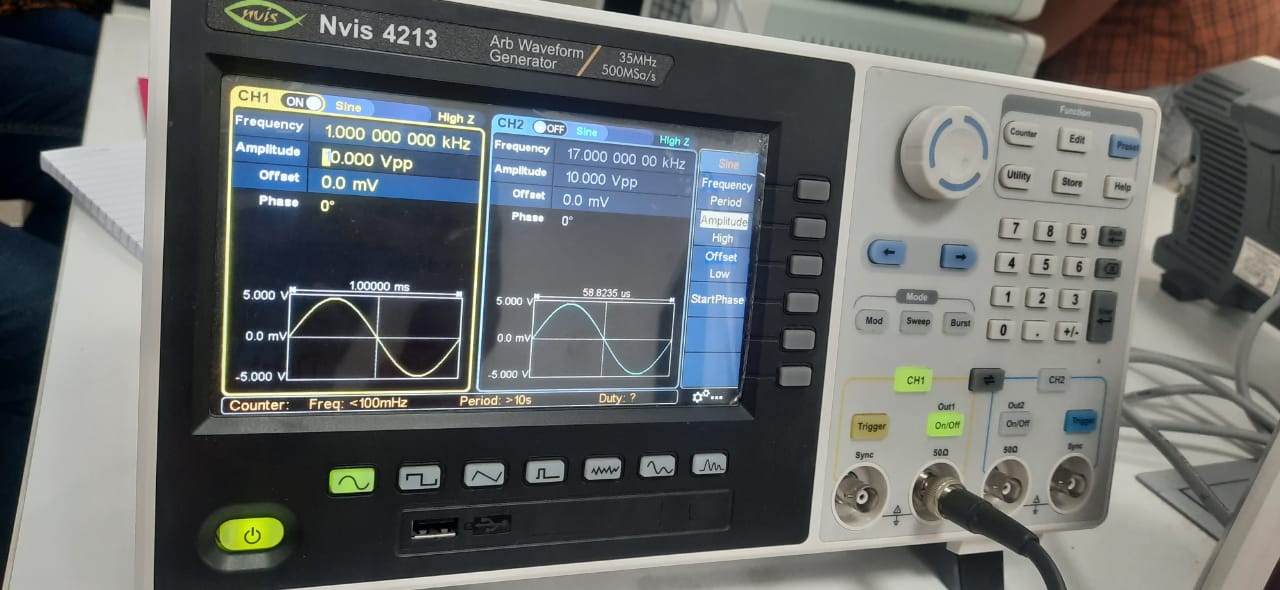 nvis
Nvis 4213
Arb Waveform
Generator
35MHz
500MSa/s
CH1 ON Sine High Z
Frequency 1.000 000 000 kHz
Amplitude 10.000 Vpp
Offset 0.0 mV
Phase 0°
1.00000 ms
5.000 V
0.0 mV
-5.000 V
CH2 OFF Sine High Z
Frequency 17.000 000 00 kHz
Amplitude 10.000 Vpp
Offset 0.0 mV
Phase 0°
58.8235 us
5.000 V
0.0 mV
-5.000 V
Sine
Frequency
Period
Amplitude
High
Offset
Low
StartPhase
Counter: Freq: <100mHz Period: >10s Duty: ?
Function
Counter Edit Preset
Utility Store Help
7 8 9
4 5 6
1 2 3
0 . +/-
Mode
Mod Sweep Burst
CH1 CH2
Out1 Out2
Trigger On/Off On/Off Trigger
Sync 50Ω 50Ω Sync